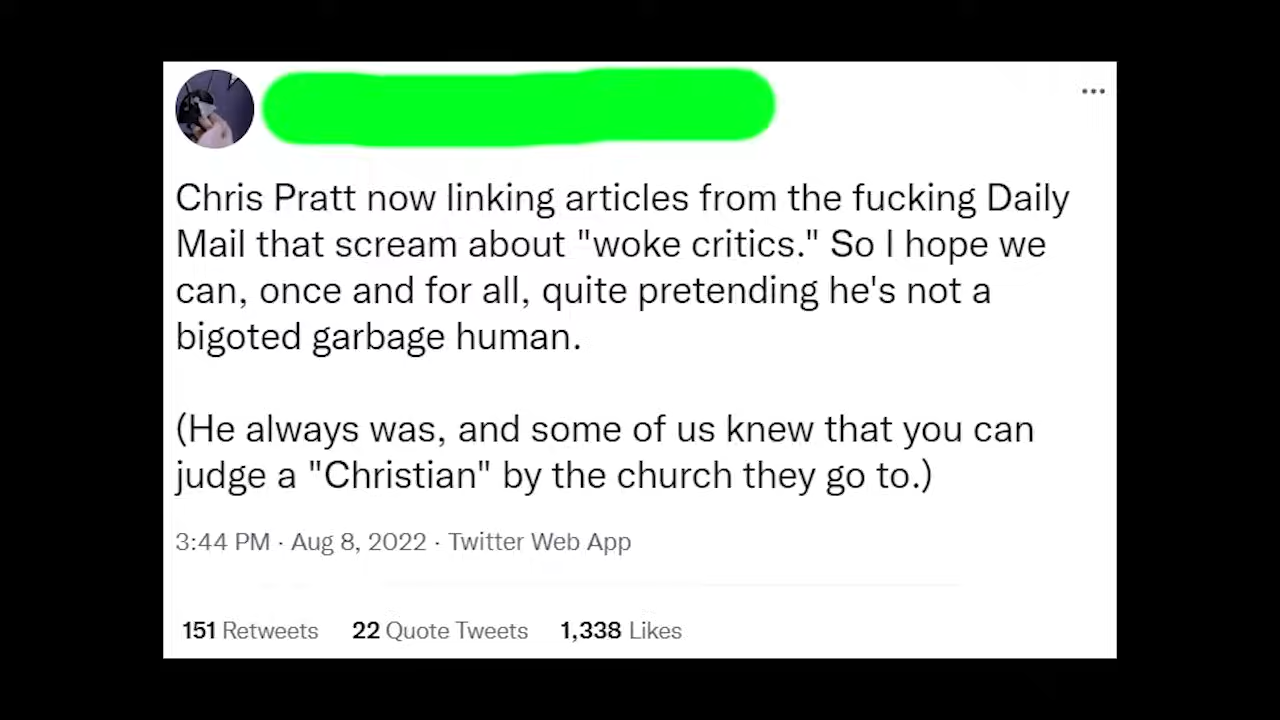 Chris Pratt now linking articles from the fucking Daily
Mail that scream about "woke critics." So I hope we
can, once and for all, quite pretending he's not a
bigoted garbage human.
(He always was, and some of us knew that you can
judge a "Christian" by the church they go to.)
3:44 PM · Aug 8, 2022 · Twitter Web App
151 Retweets 22 Quote Tweets 1,338 Likes